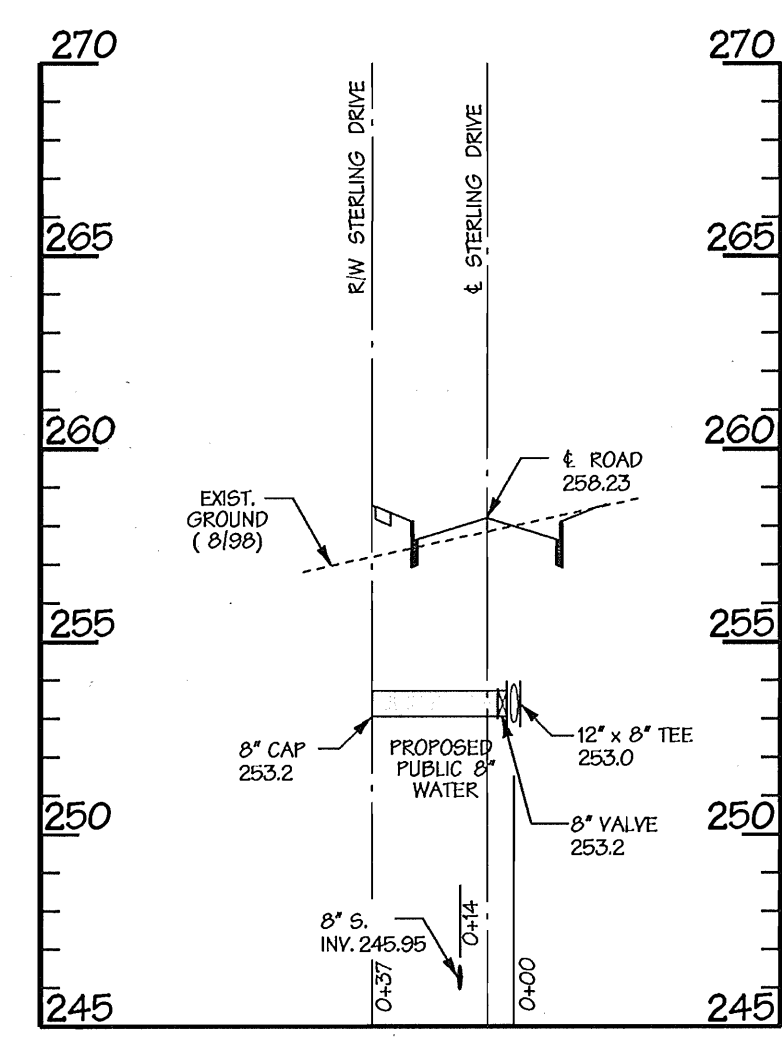 270
270
R/W STERLING DRIVE
℄ STERLING DRIVE
265
265
260
260
℄ ROAD
258.23
EXIST.
GROUND
( 8/98)
255
255
8" CAP
253.2
PROPOSED
PUBLIC 8"
WATER
12" x 8" TEE
253.0
250
250
8" VALVE
253.2
8" S.
INV. 245.95
0+14
0+37
0+00
245
245